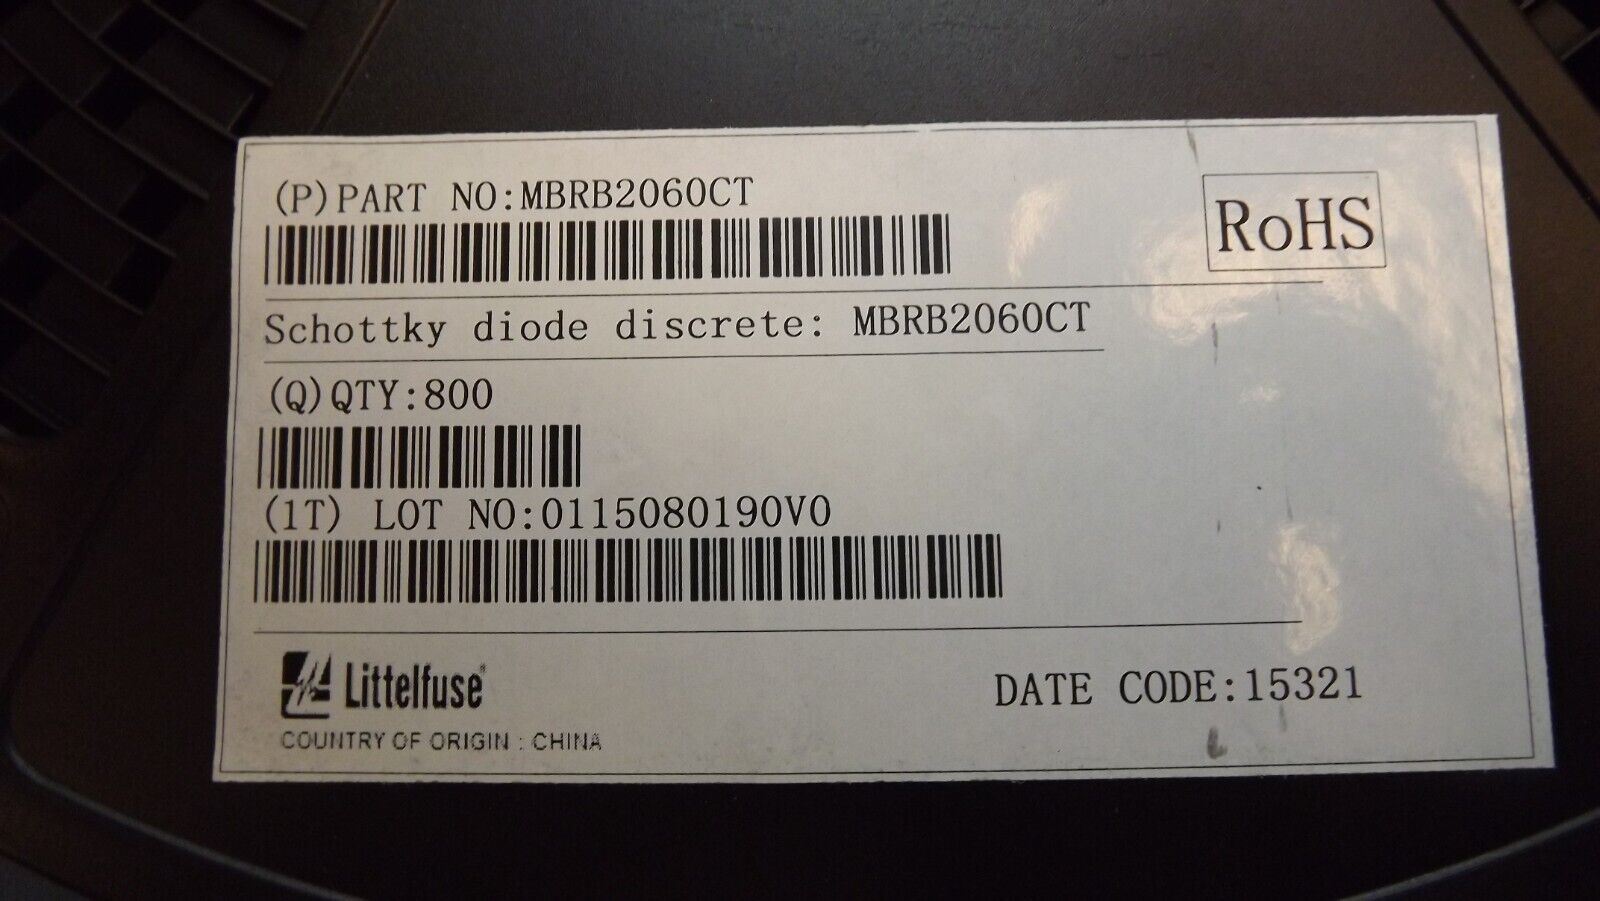 (P)PART NO:MBRB2060CT
RoHS
Schottky diode discrete: MBRB2060CT
(Q)QTY:800
(1T) LOT NO:0115080190V0
Littelfuse®
DATE CODE:15321
COUNTRY OF ORIGIN : CHINA